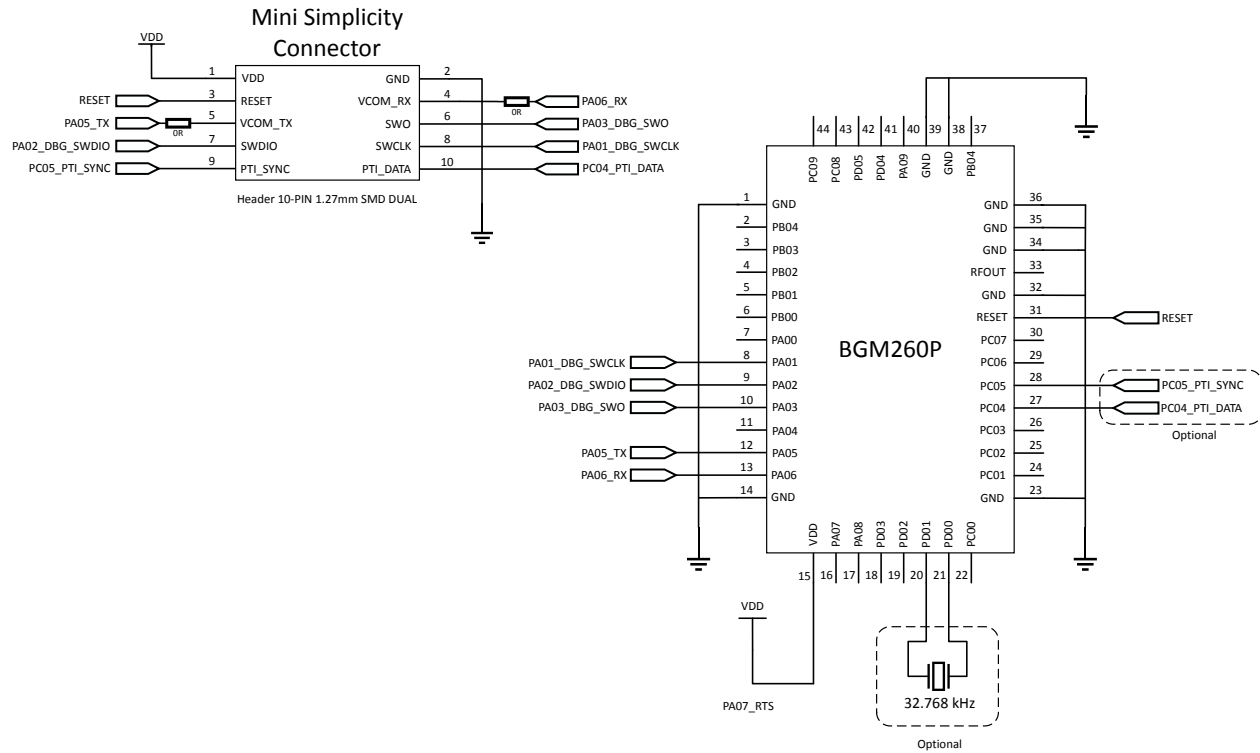 Mini Simplicity
Connector
VDD
1 VDD GND 2
RESET 3 RESET VCOM_RX 4 0R PA06_RX
PA05_TX 0R 5 VCOM_TX SWO 6 PA03_DBG_SWO
PA02_DBG_SWDIO 7 SWDIO SWCLK 8 PA01_DBG_SWCLK
PC05_PTI_SYNC 9 PTI_SYNC PTI_DATA 10 PC04_PTI_DATA
Header 10-PIN 1.27mm SMD DUAL
44 43 42 41 40 39 38 37
PC09 PC08 PD05 PD04 PA09 GND GND PB04
1 GND GND 36
2 PB04 GND 35
3 PB03 GND 34
4 PB02 RFOUT 33
5 PB01 GND 32
6 PB00 RESET 31 RESET
7 PA00 PC07 30
BGM260P
PA01_DBG_SWCLK 8 PA01 PC06 29
PA02_DBG_SWDIO 9 PA02 PC05 28 PC05_PTI_SYNC
PA03_DBG_SWO 10 PA03 PC04 27 PC04_PTI_DATA
11 PA04 PC03 26
Optional
PA05_TX 12 PA05 PC02 25
PA06_RX 13 PA06 PC01 24
14 GND GND 23
VDD PA07 PA08 PD03 PD02 PD01 PD00 PC00
15 16 17 18 19 20 21 22
VDD
PA07_RTS
32.768 kHz
Optional